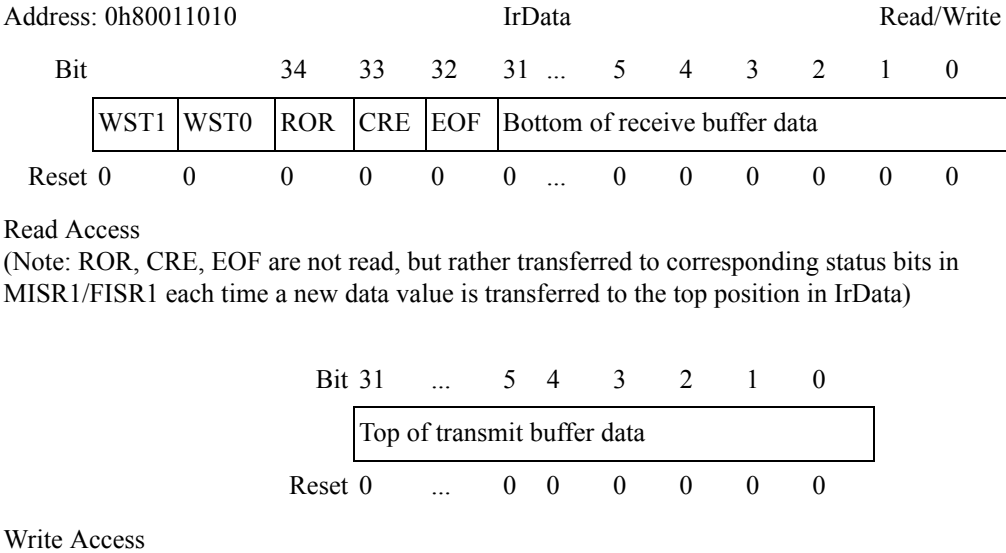 Address: 0h80011010 IrData Read/Write
Bit 34 33 32 31 ... 5 4 3 2 1 0
WST1 WST0 ROR CRE EOF Bottom of receive buffer data
Reset 0 0 0 0 0 0 ... 0 0 0 0 0 0
Read Access
(Note: ROR, CRE, EOF are not read, but rather transferred to corresponding status bits in
MISR1/FISR1 each time a new data value is transferred to the top position in IrData)
Bit 31 ... 5 4 3 2 1 0
Top of transmit buffer data
Reset 0 ... 0 0 0 0 0 0
Write Access